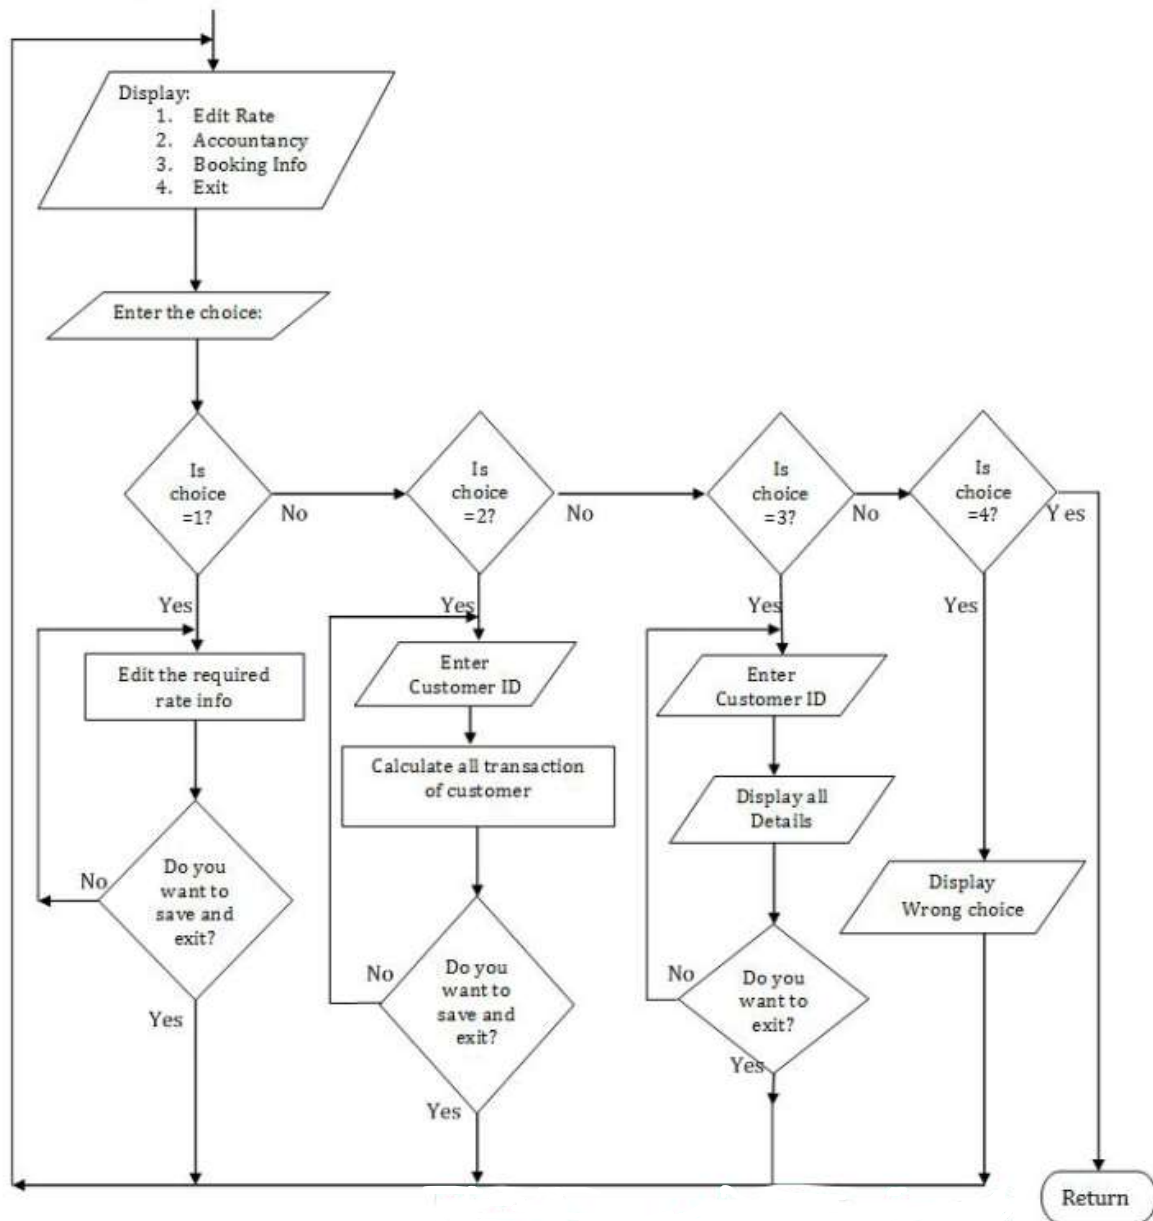 Display:
1. Edit Rate
2. Accountancy
3. Booking Info
4. Exit
Enter the choice:
Is
choice
=1?
No
Is
choice
=2?
No
Is
choice
=3?
No
Is
choice
=4?
Y es
Yes
Yes
Yes
Yes
Edit the required
rate info
Enter
Customer ID
Enter
Customer ID
Calculate all transaction
of customer
Display all
Details
Do you
want to
save and
exit?
No
Yes
Display
Wrong choice
Do you
want to
save and
exit?
No
Yes
Do you
want to
exit?
No
Yes
Return